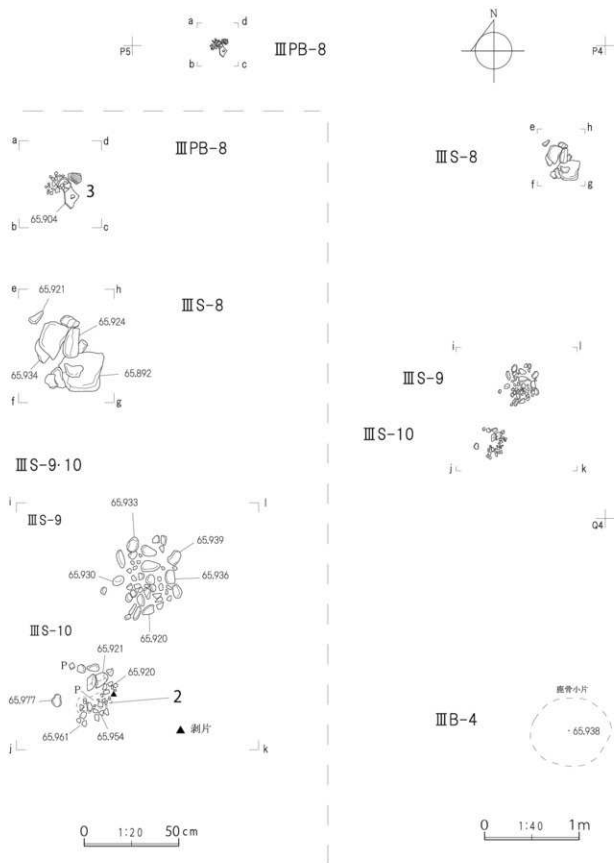 a d
P5 ⅢPB-8
b c
N
P4
a d
ⅢPB-8
3
65.904
b c
e h
ⅢS-8
f g
e h
65.921
ⅢS-8
65.924
65.934
65.892
f g
i l
ⅢS-9
ⅢS-10
j k
ⅢS-9·10
i l
65.933
ⅢS-9
65.939
65.930
65.936
65.920
Q4
ⅢS-10
65.921
P
65.920
P
65.977
2
▲ 剥片
65.961 65.954
j k
鹿骨小片
ⅢB-4
65.938
0 1:20 50cm
0 1:40 1m